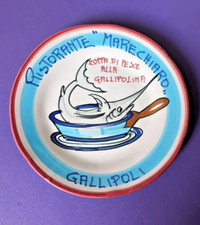 RISTORANTE "MARECHIARO"
ZUPPA DI PESCE
ALLA
GALLIPOLINA
GALLIPOLI